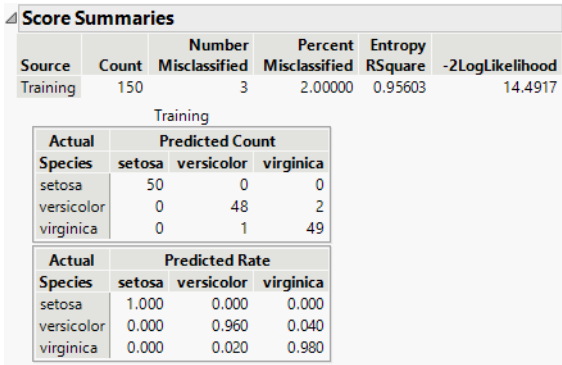 Score Summaries
Number Percent Entropy
Source Count Misclassified Misclassified RSquare -2LogLikelihood
Training 150 3 2.00000 0.95603 14.4917
Training
Actual Predicted Count
Species setosa versicolor virginica
setosa 50 0 0
versicolor 0 48 2
virginica 0 1 49
Actual Predicted Rate
Species setosa versicolor virginica
setosa 1.000 0.000 0.000
versicolor 0.000 0.960 0.040
virginica 0.000 0.020 0.980